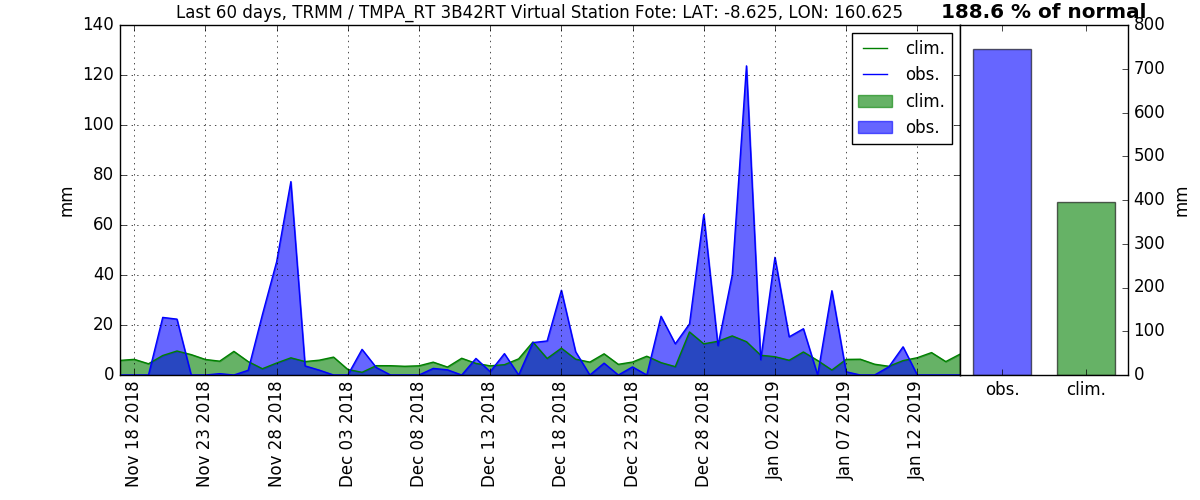 Last 60 days, TRMM / TMPA_RT 3B42RT Virtual Station Fote: LAT: -8.625, LON: 160.625
188.6 % of normal
mm
140
120
100
80
60
40
20
0
clim.
obs.
clim.
obs.
800
700
600
500
400
300
200
100
0
mm
Nov 18 2018
Nov 23 2018
Nov 28 2018
Dec 03 2018
Dec 08 2018
Dec 13 2018
Dec 18 2018
Dec 23 2018
Dec 28 2018
Jan 02 2019
Jan 07 2019
Jan 12 2019
obs.
clim.